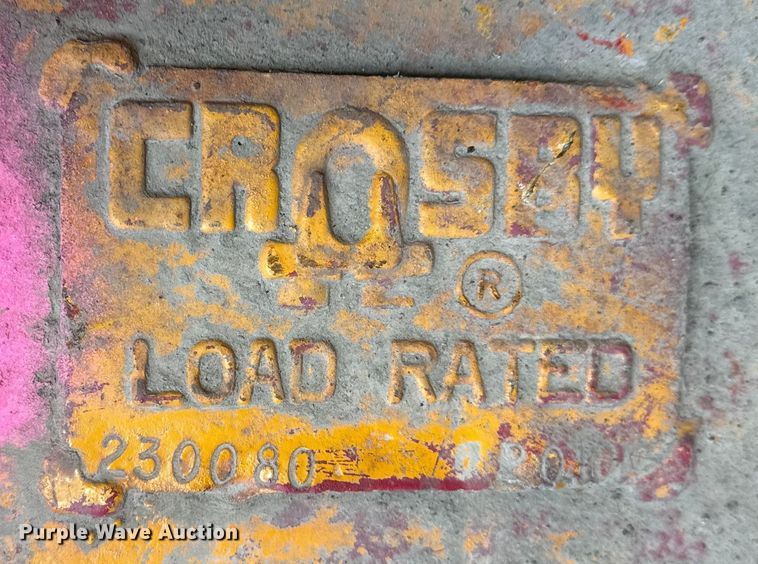 CROSBY
®
LOAD RATED
230080
Purple Wave Auction